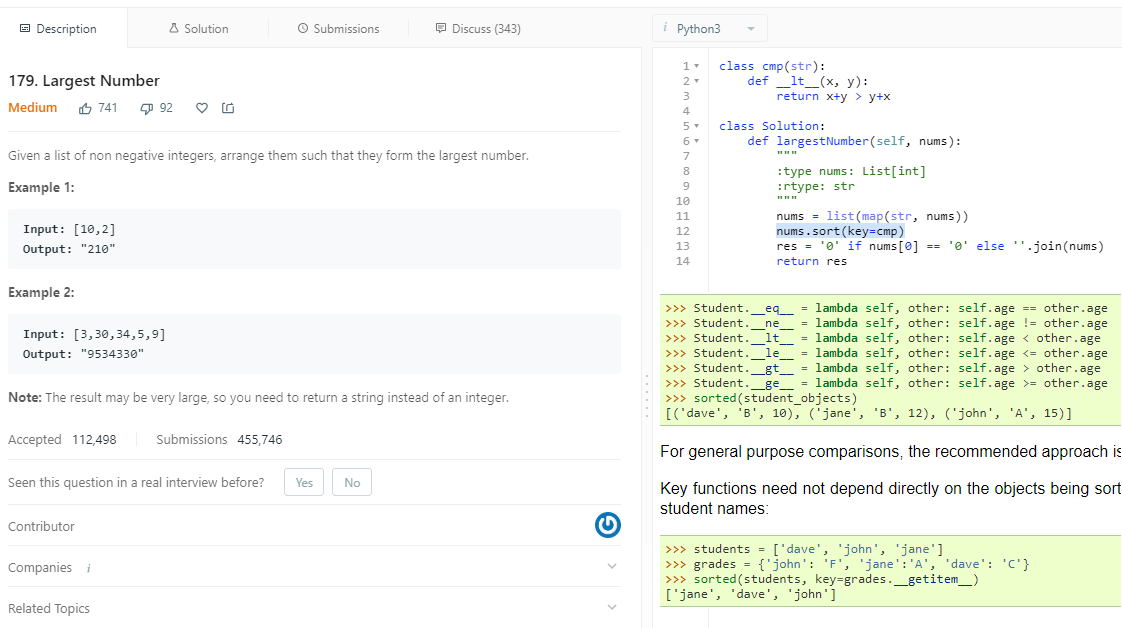 Description
Solution
Submissions
Discuss (343)
179. Largest Number
Medium 741 92
Given a list of non negative integers, arrange them such that they form the largest number.
Example 1:
Input: [10,2]
Output: "210"
Example 2:
Input: [3,30,34,5,9]
Output: "9534330"
Note: The result may be very large, so you need to return a string instead of an integer.
Accepted 112,498 Submissions 455,746
Seen this question in a real interview before? Yes No
Contributor
Companies i
Related Topics
i Python3
1 class cmp(str):
2 def __lt__(x, y):
3 return x+y > y+x
4
5 class Solution:
6 def largestNumber(self, nums):
7 """
8 :type nums: List[int]
9 :rtype: str
10 """
11 nums = list(map(str, nums))
12 nums.sort(key=cmp)
13 res = '0' if nums[0] == '0' else ''.join(nums)
14 return res
>>> Student.__eq__ = lambda self, other: self.age == other.age
>>> Student.__ne__ = lambda self, other: self.age != other.age
>>> Student.__lt__ = lambda self, other: self.age < other.age
>>> Student.__le__ = lambda self, other: self.age <= other.age
>>> Student.__gt__ = lambda self, other: self.age > other.age
>>> Student.__ge__ = lambda self, other: self.age >= other.age
>>> sorted(student_objects)
[('dave', 'B', 10), ('jane', 'B', 12), ('john', 'A', 15)]
For general purpose comparisons, the recommended approach is
Key functions need not depend directly on the objects being sort
student names:
>>> students = ['dave', 'john', 'jane']
>>> grades = {'john': 'F', 'jane':'A', 'dave': 'C'}
>>> sorted(students, key=grades.__getitem__)
['jane', 'dave', 'john']